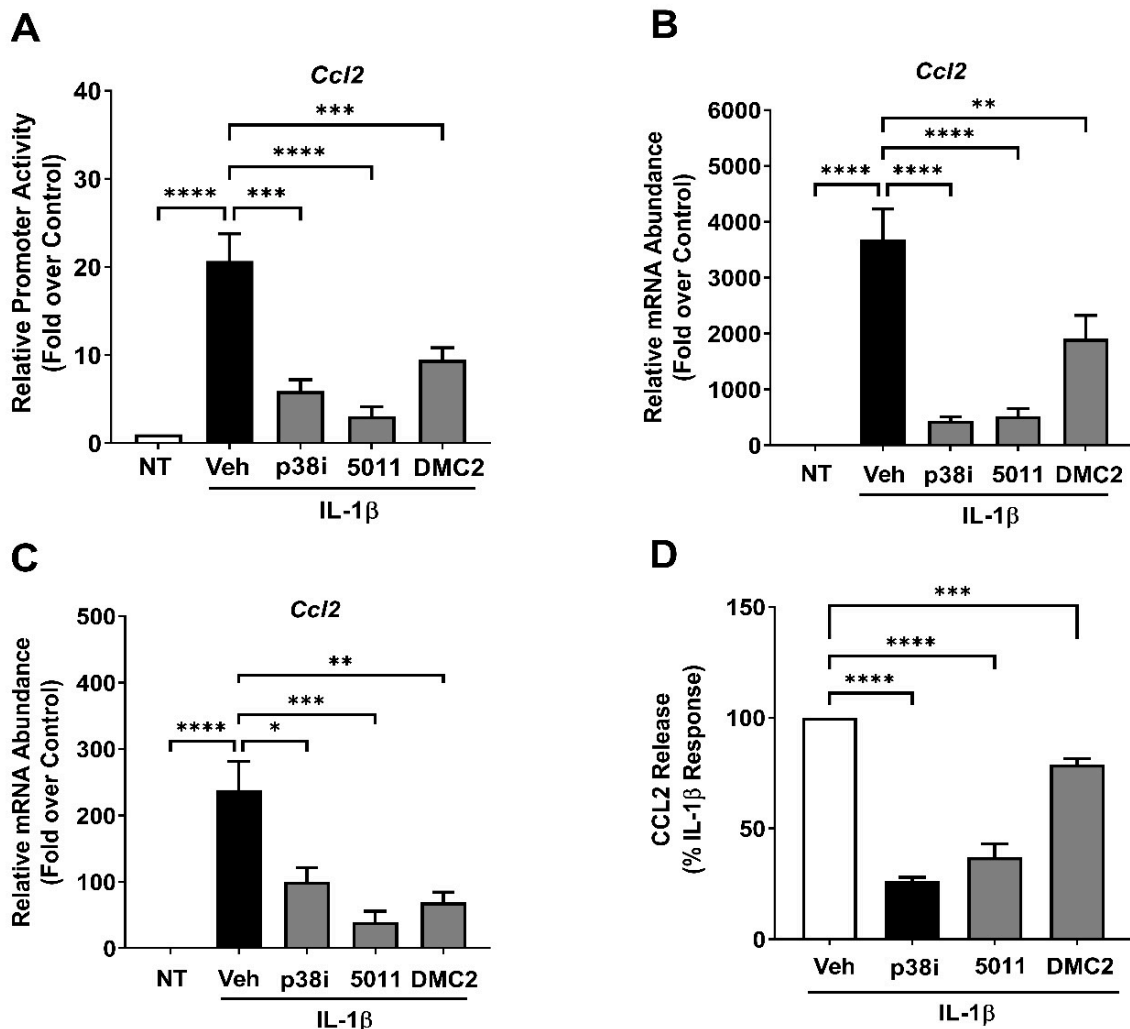 A
Ccl2
Relative Promoter Activity
(Fold over Control)
40
30
20
10
0
***
****
**** ***
NT Veh p38i 5011 DMC2
IL-1β
B
Ccl2
Relative mRNA Abundance
(Fold over Control)
6000
5000
4000
3000
2000
1000
0
**
****
**** ****
NT Veh p38i 5011 DMC2
IL-1β
C
Ccl2
Relative mRNA Abundance
(Fold over Control)
500
400
300
200
100
0
**
***
**** *
NT Veh p38i 5011 DMC2
IL-1β
D
CCL2 Release
(% IL-1β Response)
150
100
50
0
***
****
****
Veh p38i 5011 DMC2
IL-1β